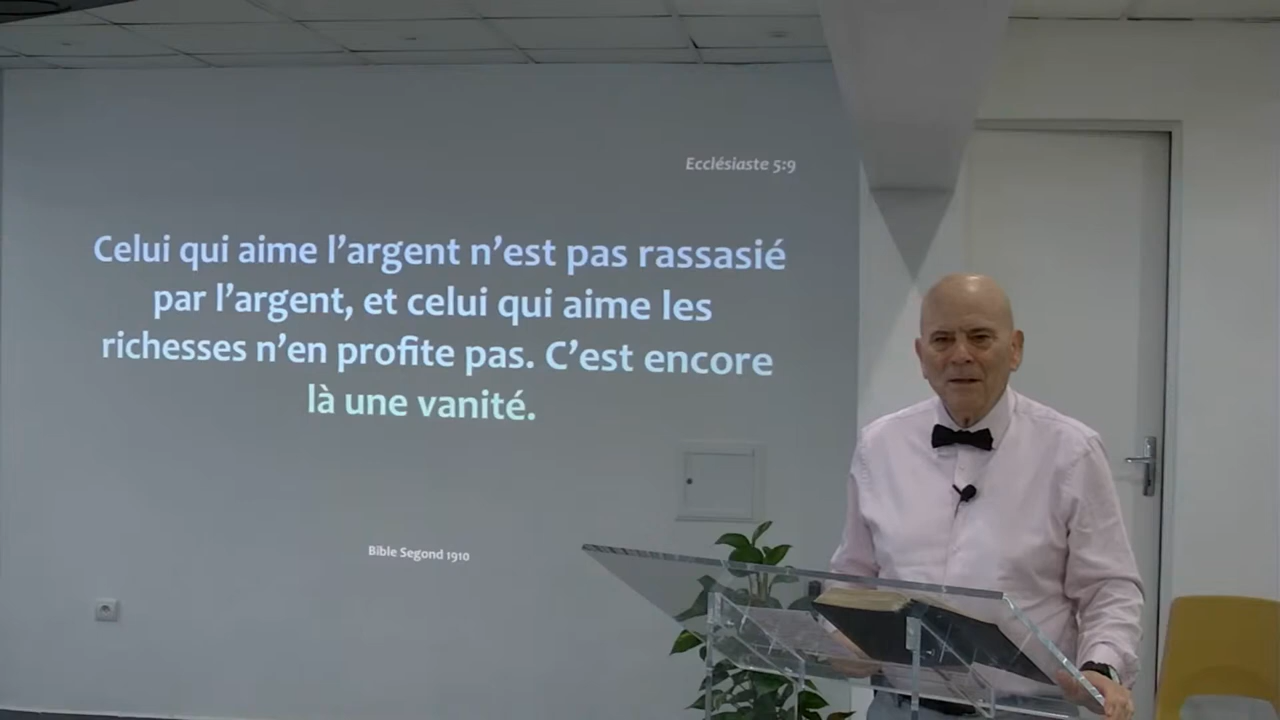 Ecclésiaste 5:9
Celui qui aime l’argent n’est pas rassasié
par l’argent, et celui qui aime les
richesses n’en profite pas. C’est encore
là une vanité.
Bible Segond 1910